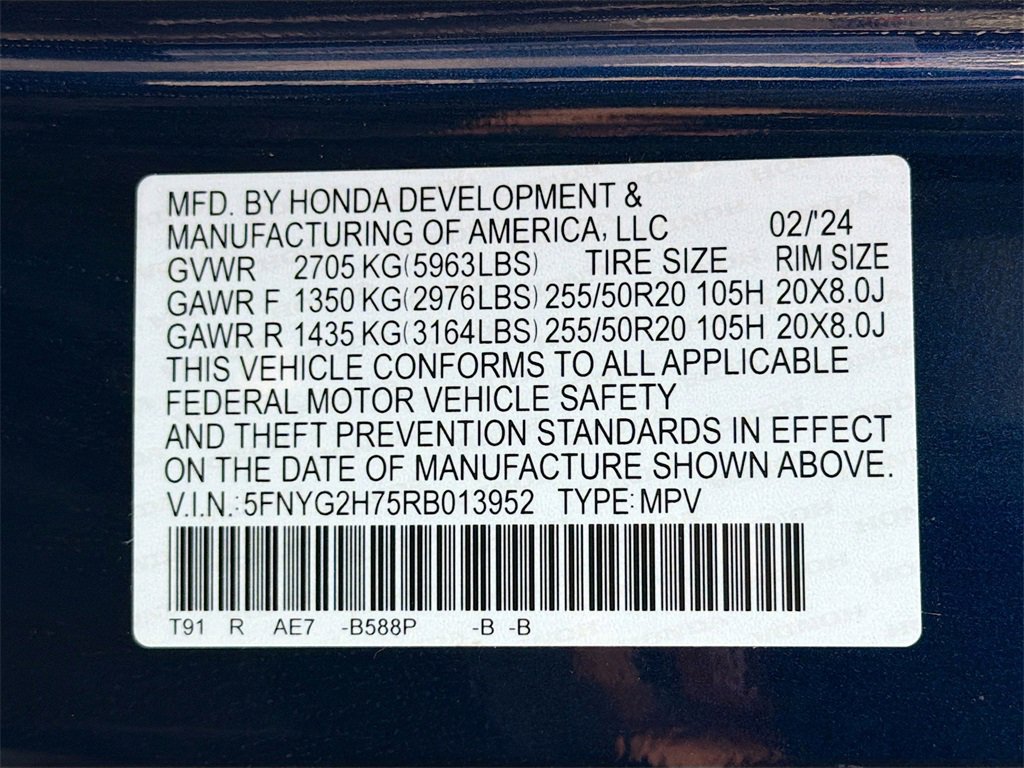 MFD. BY HONDA DEVELOPMENT &
MANUFACTURING OF AMERICA, LLC 02/'24
GVWR 2705 KG(5963LBS) TIRE SIZE RIM SIZE
GAWR F 1350 KG(2976LBS) 255/50R20 105H 20X8.0J
GAWR R 1435 KG(3164LBS) 255/50R20 105H 20X8.0J
THIS VEHICLE CONFORMS TO ALL APPLICABLE
FEDERAL MOTOR VEHICLE SAFETY
AND THEFT PREVENTION STANDARDS IN EFFECT
ON THE DATE OF MANUFACTURE SHOWN ABOVE.
V.I.N.: 5FNYG2H75RB013952 TYPE: MPV
T91 R AE7 -B588P -B -B